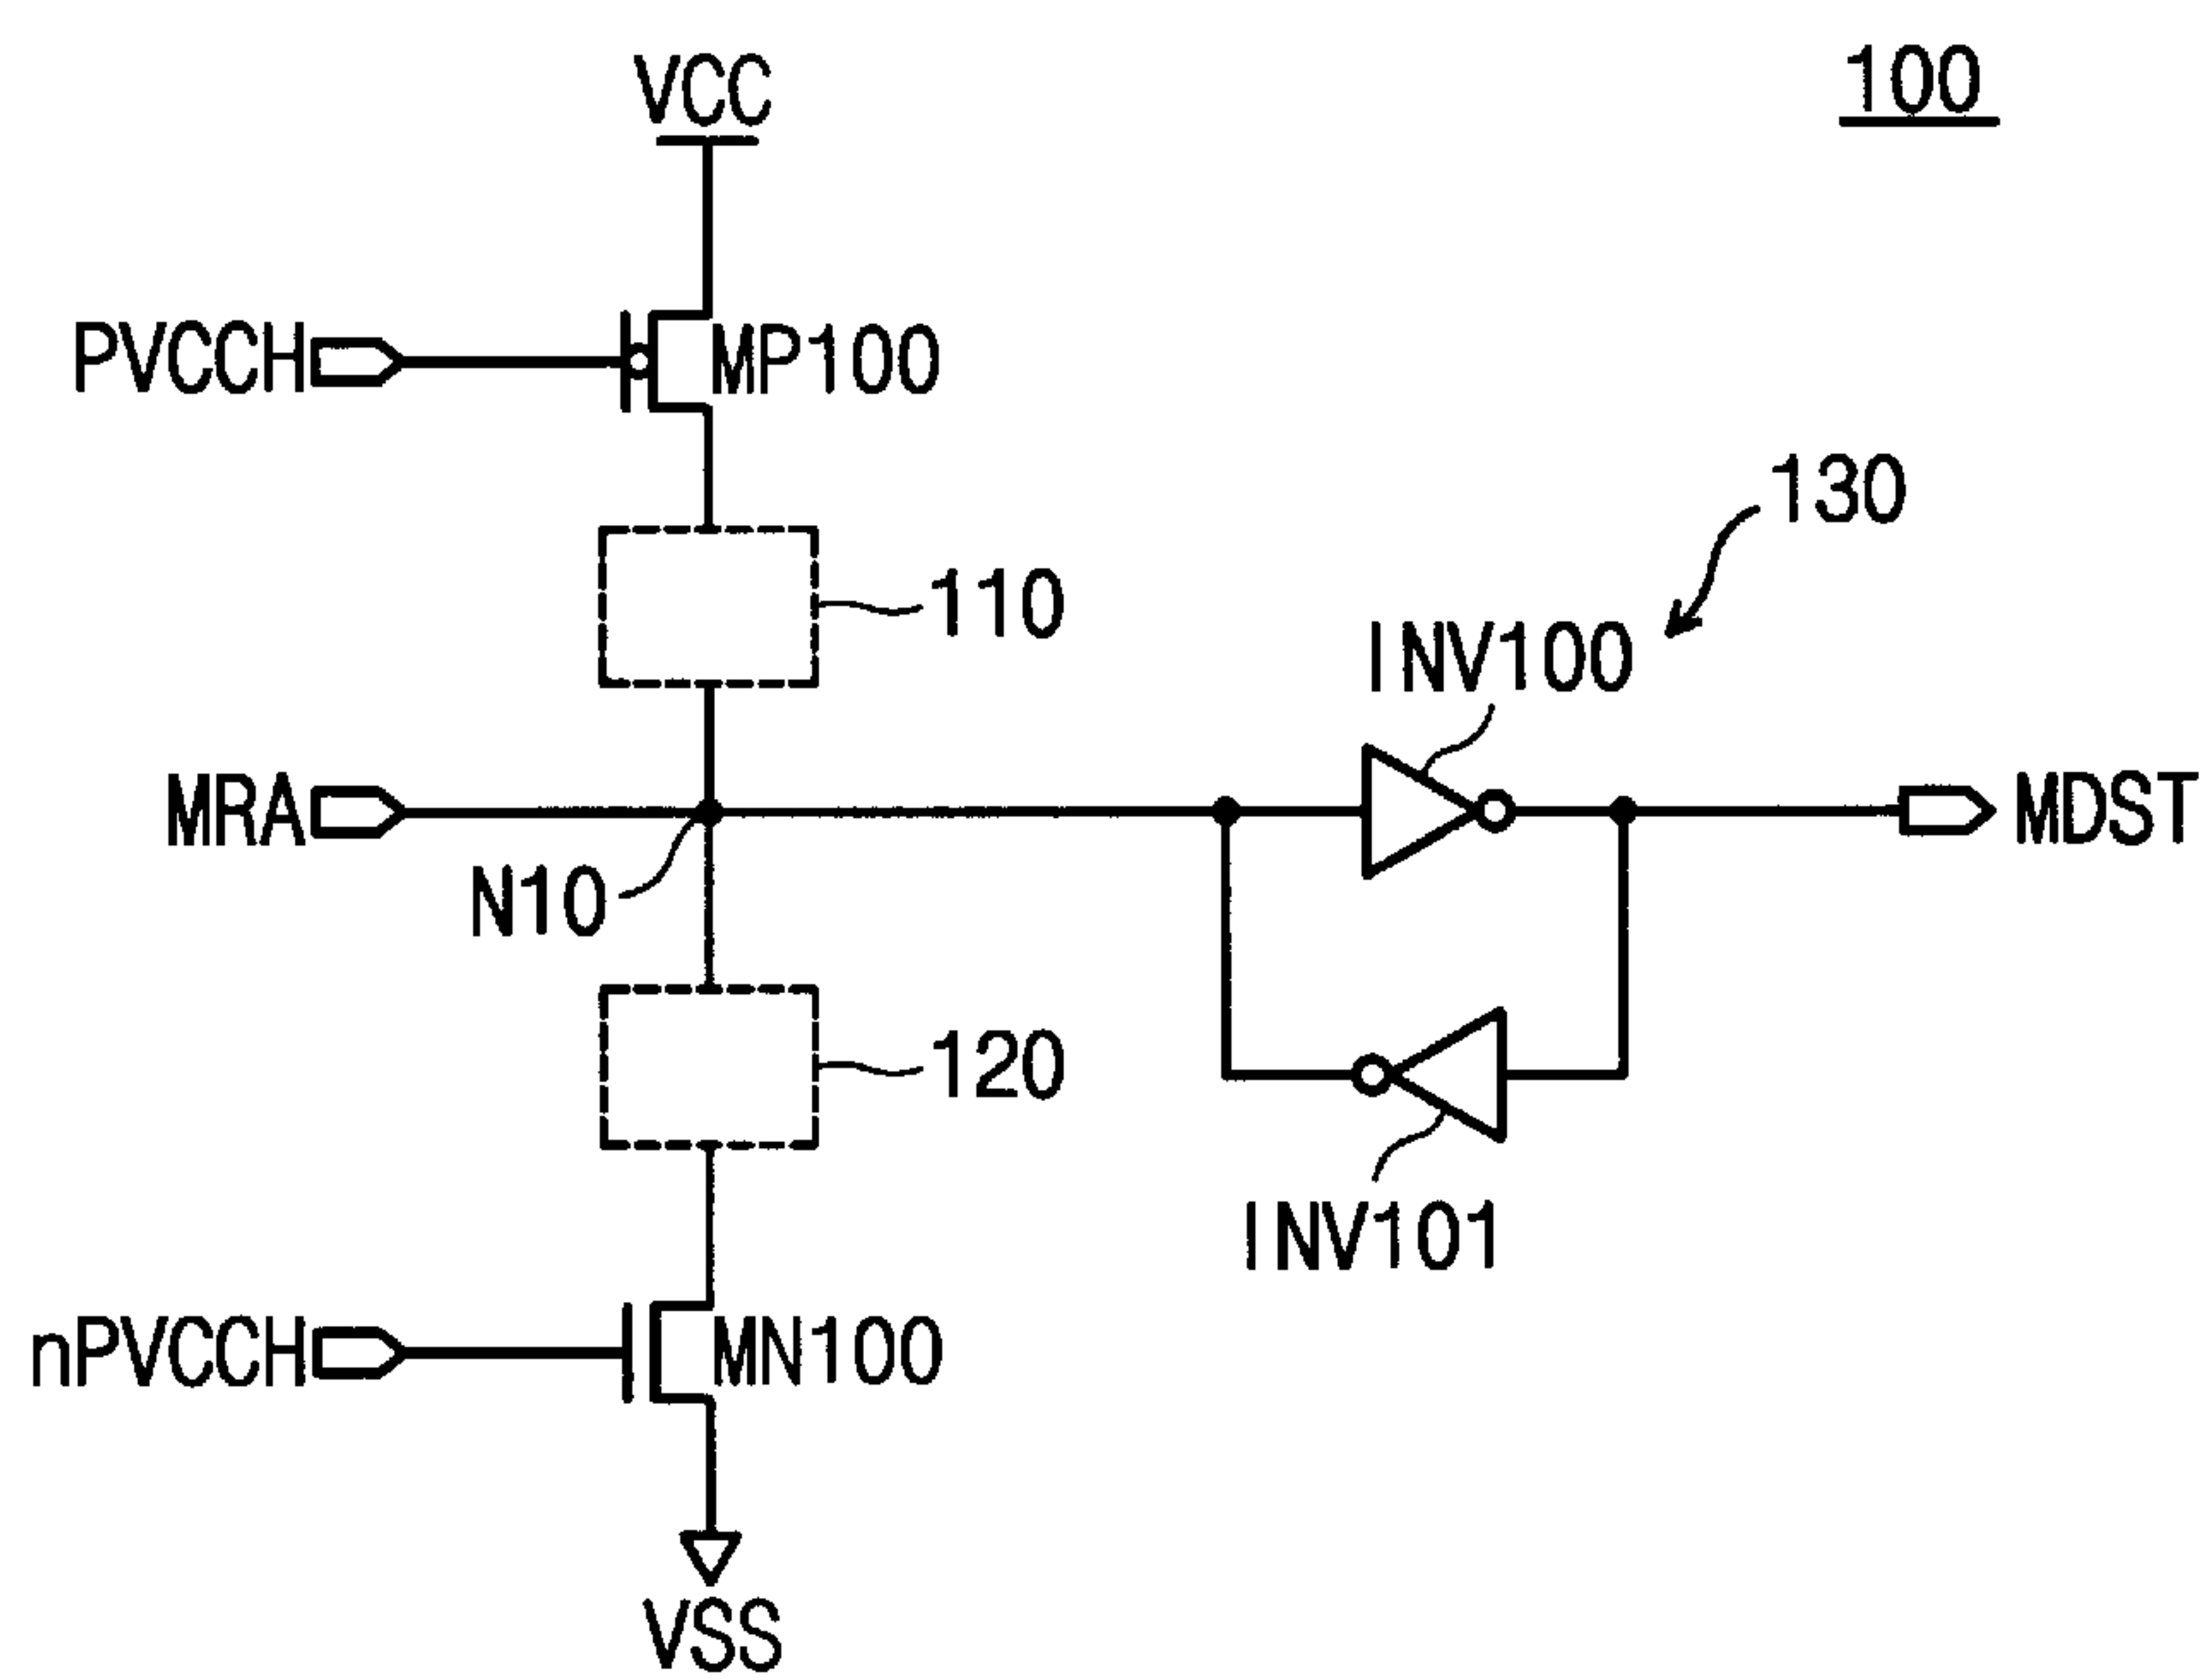 VCC
100
PVCCH
MP100
130
110
INV100
MRA
MDST
N10
120
INV101
nPVCCH
MN100
VSS